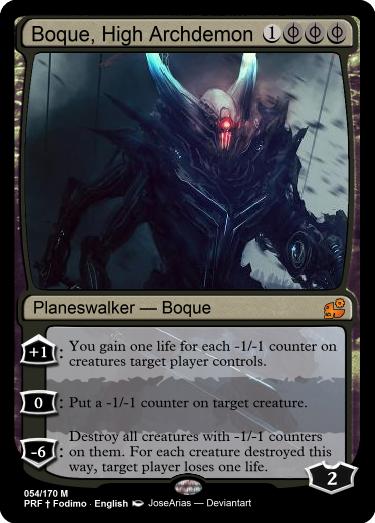 Boque, High Archdemon 1
Planeswalker — Boque
+1: You gain one life for each -1/-1 counter on
creatures target player controls.
0: Put a -1/-1 counter on target creature.
-6: Destroy all creatures with -1/-1 counters
on them. For each creature destroyed this
way, target player loses one life.
2
054/170 M
PRF † Fodimo · English JoseArias — Deviantart